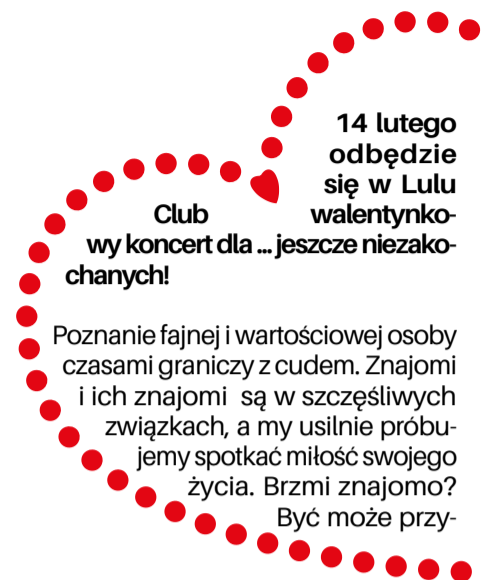 14 lutego
odbędzie
się w Lulu
Club walentynko-
wy koncert dla ... jeszcze niezako-
chanych!
Poznanie fajnej i wartościowej osoby
czasami graniczy z cudem. Znajomi
i ich znajomi są w szczęśliwych
związkach, a my usilnie próbu-
jemy spotkać miłość swojego
życia. Brzmi znajomo?
Być może przy-